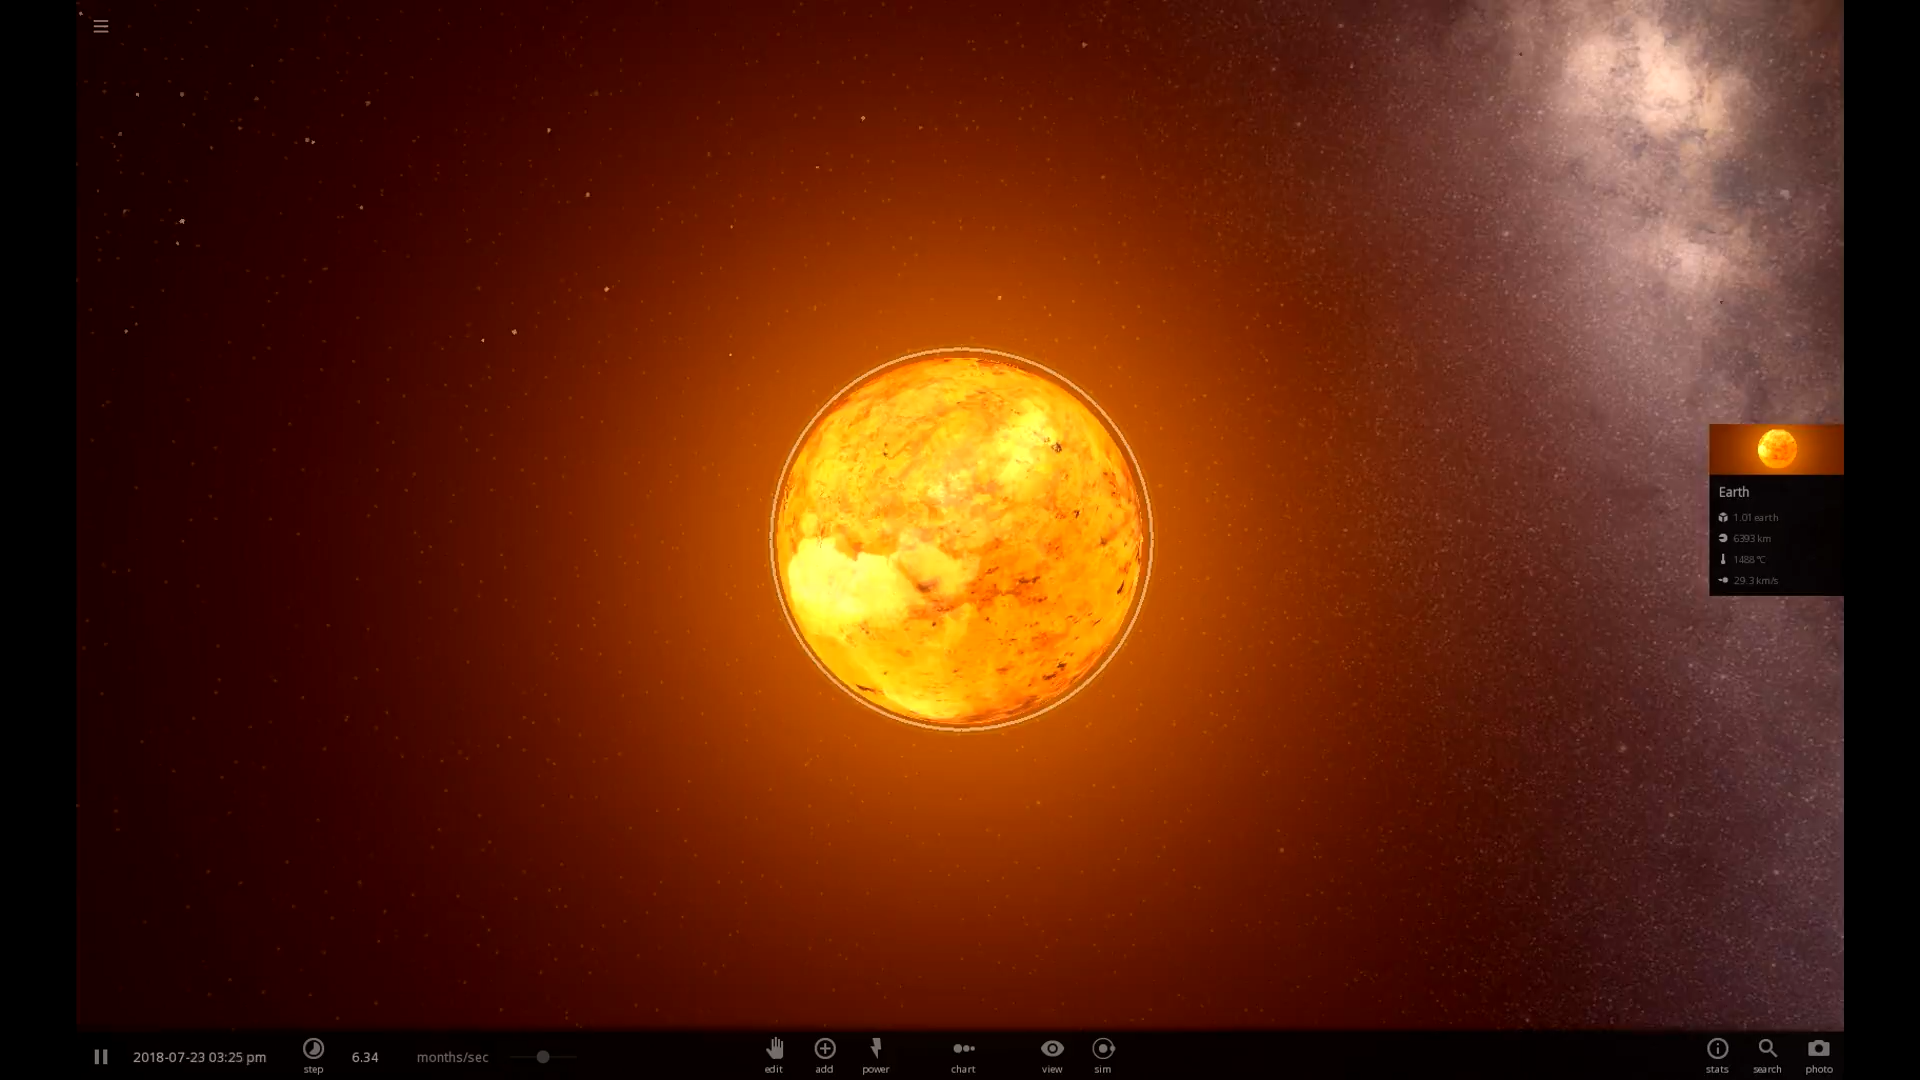 Earth
1.01 earth
6393 km
1488 °C
29.3 km/s
2018-07-23 03:25 pm
step
6.34
months/sec
edit
add
power
chart
view
sim
stats
search
photo